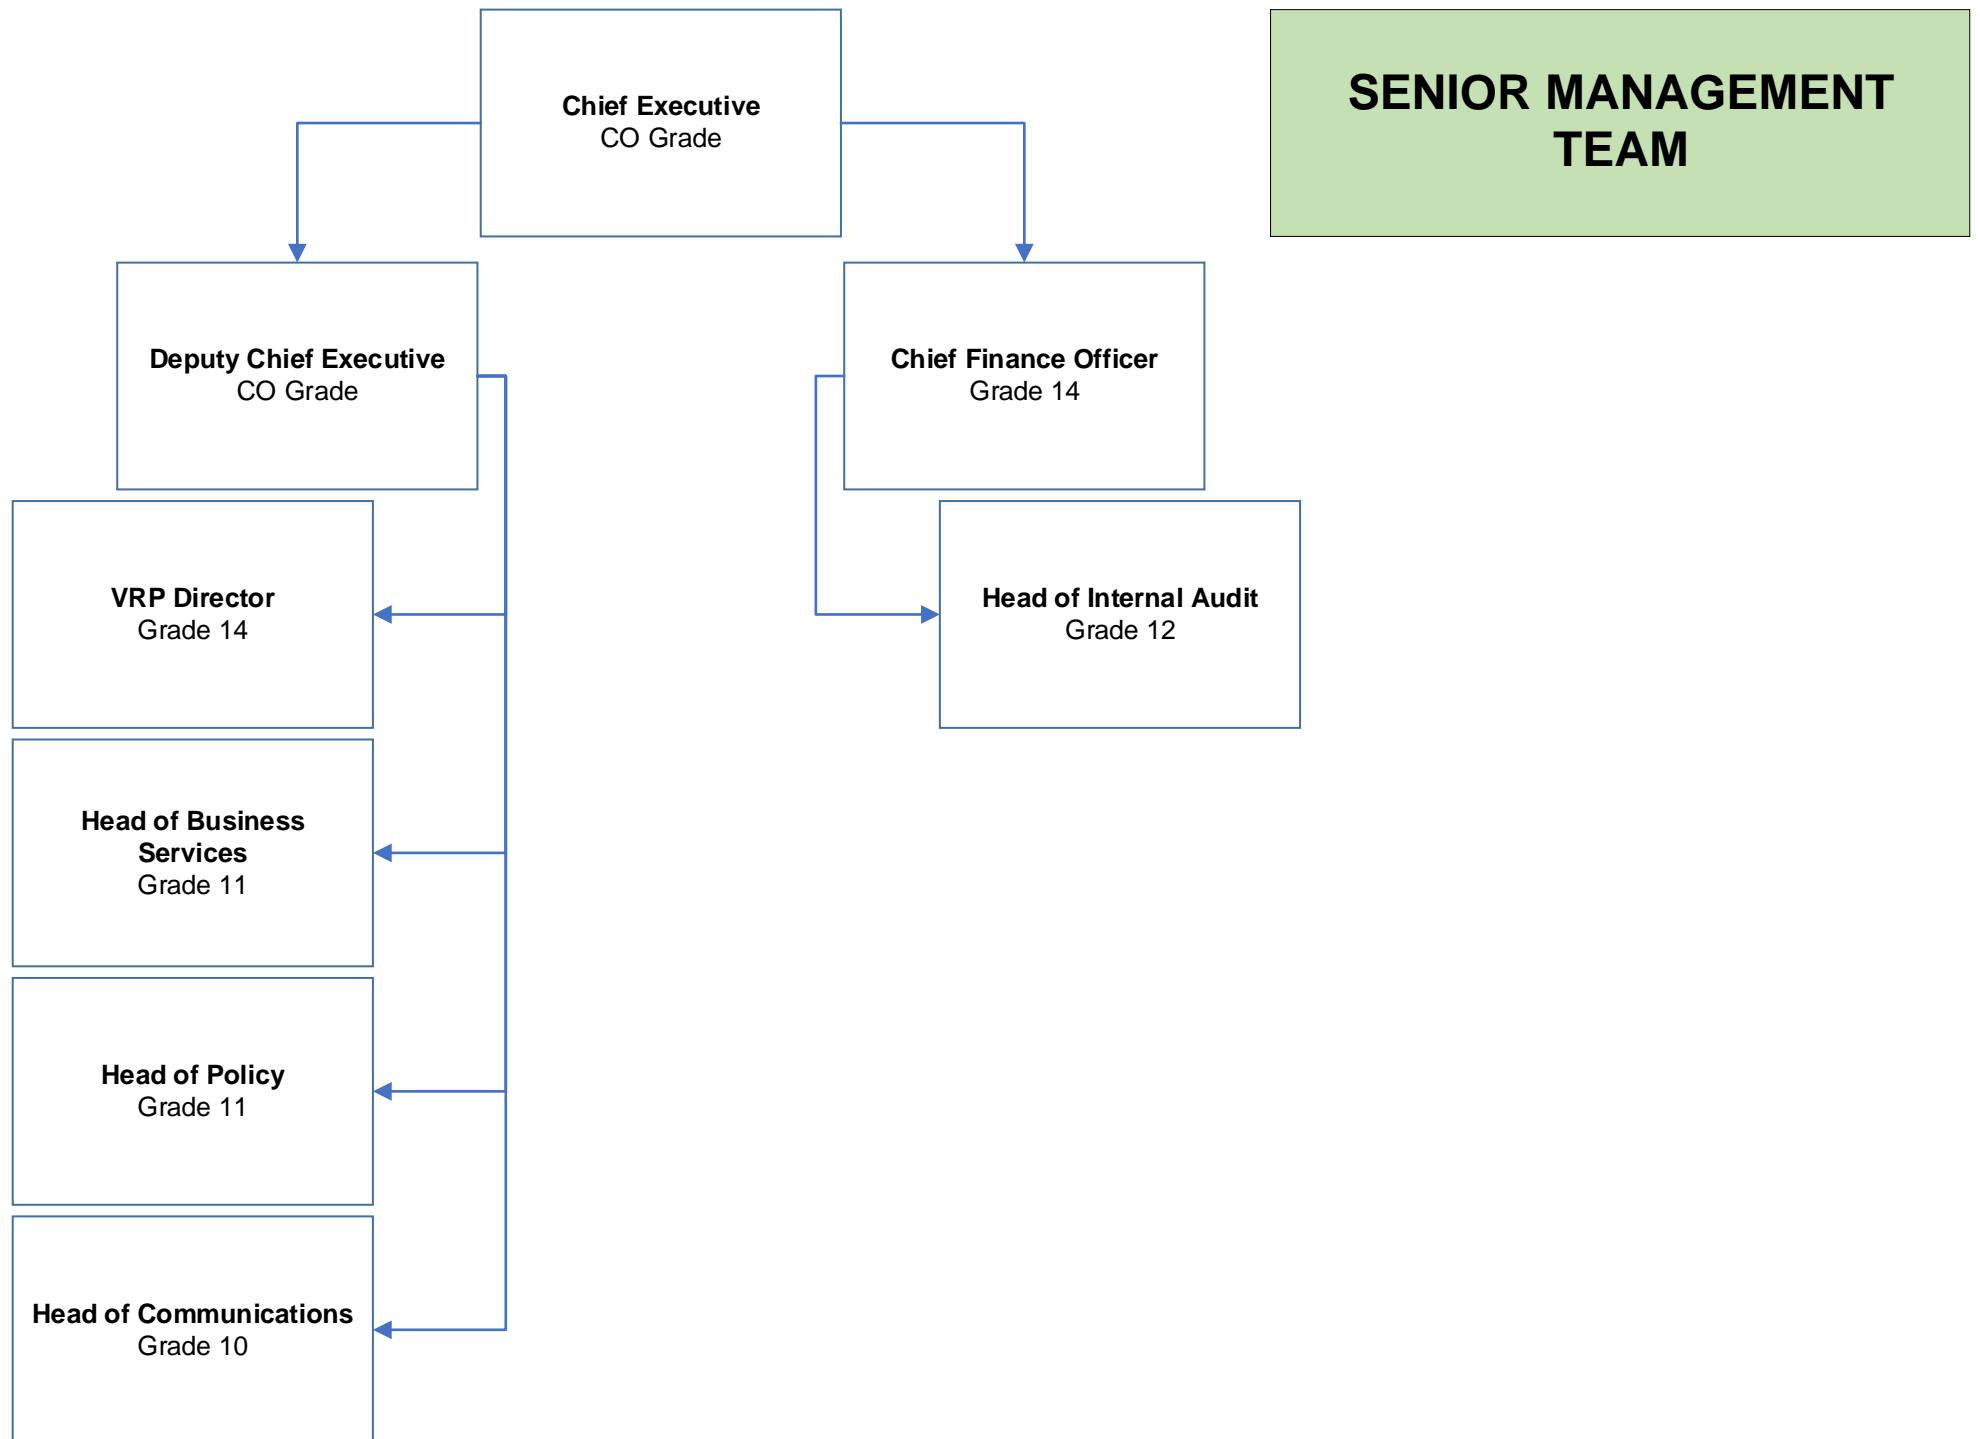 Chief Executive
CO Grade
SENIOR MANAGEMENT
TEAM
Deputy Chief Executive
CO Grade
Chief Finance Officer
Grade 14
VRP Director
Grade 14
Head of Internal Audit
Grade 12
Head of Business
Services
Grade 11
Head of Policy
Grade 11
Head of Communications
Grade 10